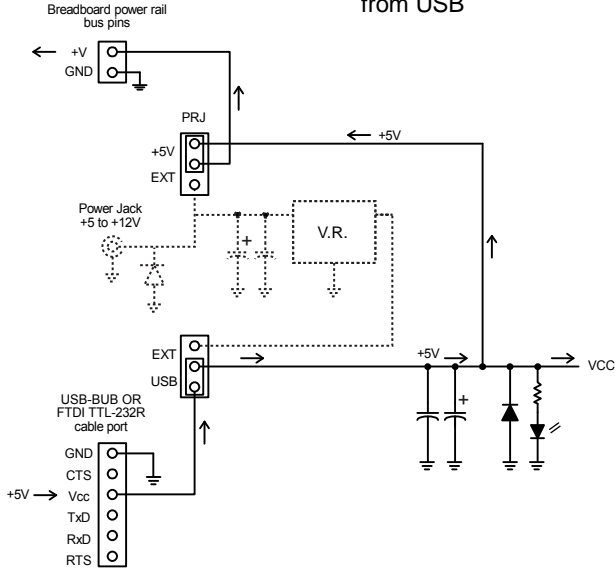 from USB
Breadboard power rail
bus pins
+V
GND
PRJ
+5V
+5V
EXT
Power Jack
+5 to +12V
+
V.R.
EXT
+5V
VCC
USB
+
USB-BUB OR
FTDI TTL-232R
cable port
GND
CTS
+5V
Vcc
TxD
RxD
RTS